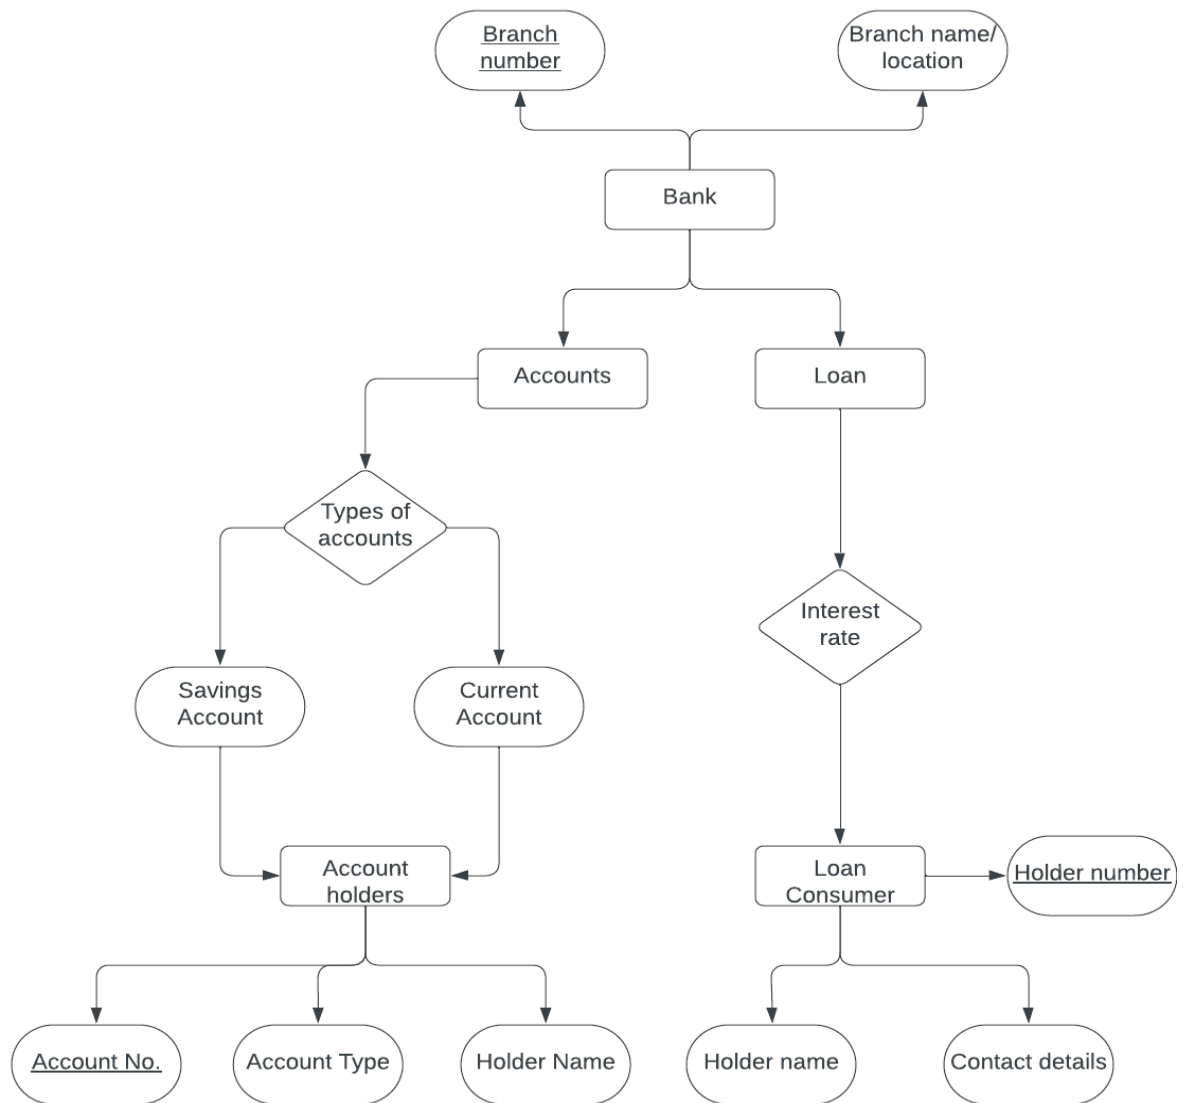 Branch
number
Branch name/
location
Bank
Accounts
Loan
Types of
accounts
Interest
rate
Savings
Account
Current
Account
Account
holders
Loan
Consumer
Holder number
Account No.
Account Type
Holder Name
Holder name
Contact details